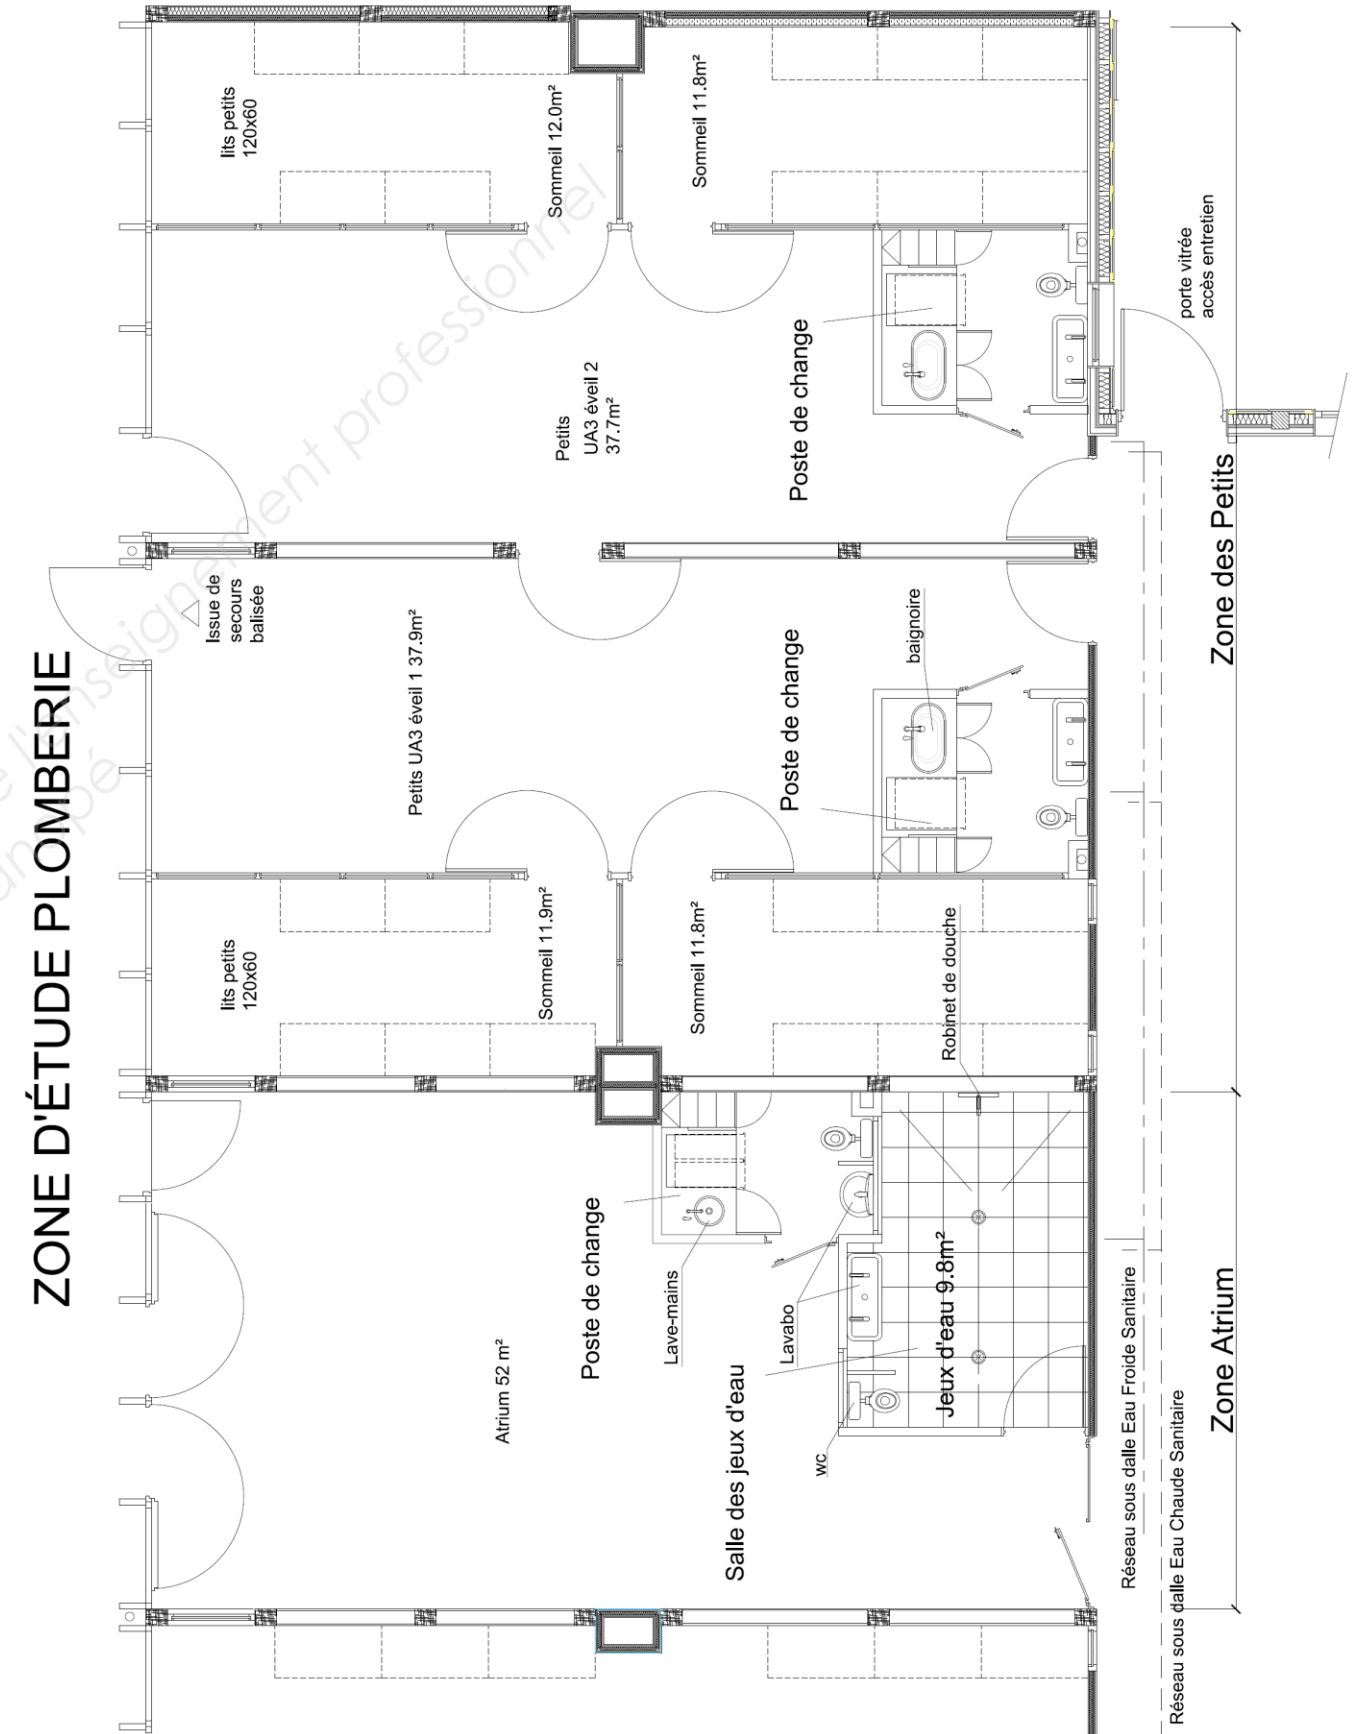 ZONE D'ÉTUDE PLOMBERIE
lits petits
120x60
Sommeil 12.0m²
Sommeil 11.8m²
Petits
UA3 éveil 2
37.7m²
Poste de change
porte vitrée
accès entretien
Issue de
secours
balisée
Petits UA3 éveil 1 37.9m²
Poste de change
baignoire
Zone des Petits
lits petits
120x60
Sommeil 11.9m²
Sommeil 11.8m²
Robinet de douche
Atrium 52 m²
Poste de change
Lave-mains
Lavabo
Salle des jeux d'eau
wc
Jeux d'eau 9.8m²
Réseau sous dalle Eau Froide Sanitaire
Réseau sous dalle Eau Chaude Sanitaire
Zone Atrium
e l'enseignement professionnel